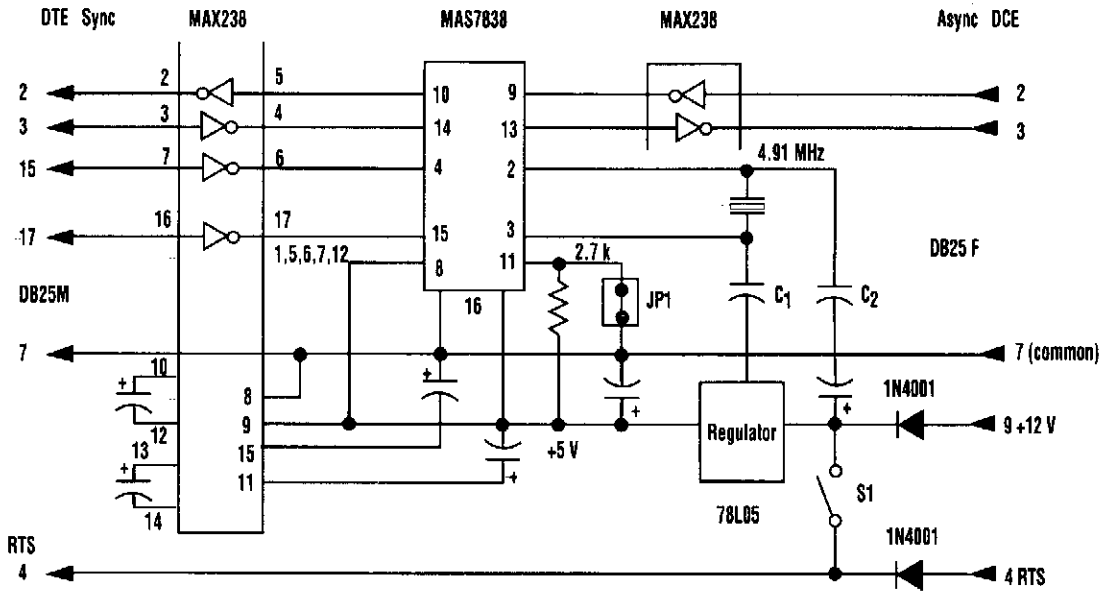 DTE Sync MAX238 MAS7838 MAX238 Async DCE
2 2 5 10 9 2
3 3 4 14 13 3
4.91 MHz
15 7 6 4 2
17 16 17 15 3
1,5,6,7,12 8 11 2.7 k DB25 F
DB25M 16 JP1 C1 C2
7 7 (common)
10 + + 1N4001
8 + +
12 9 Regulator 9 +12 V
13 15 +5 V
+ 11 + S1
14 78L05
RTS 1N4001
4 4 RTS